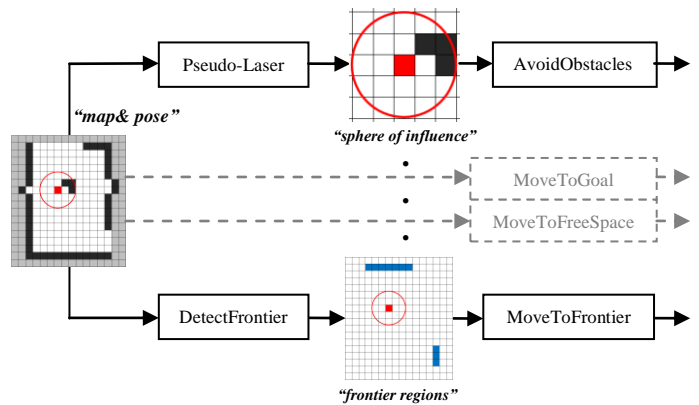 Pseudo-Laser
AvoidObstacles
“map& pose”
“sphere of influence”
MoveToGoal
MoveToFreeSpace
DetectFrontier
MoveToFrontier
“frontier regions”